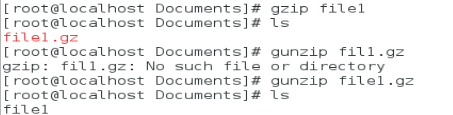 [root@localhost Documents]# gzip file1
[root@localhost Documents]# ls
file1.gz
[root@localhost Documents]# gunzip fil1.gz
gzip: fil1.gz: No such file or directory
[root@localhost Documents]# gunzip file1.gz
[root@localhost Documents]# ls
file1